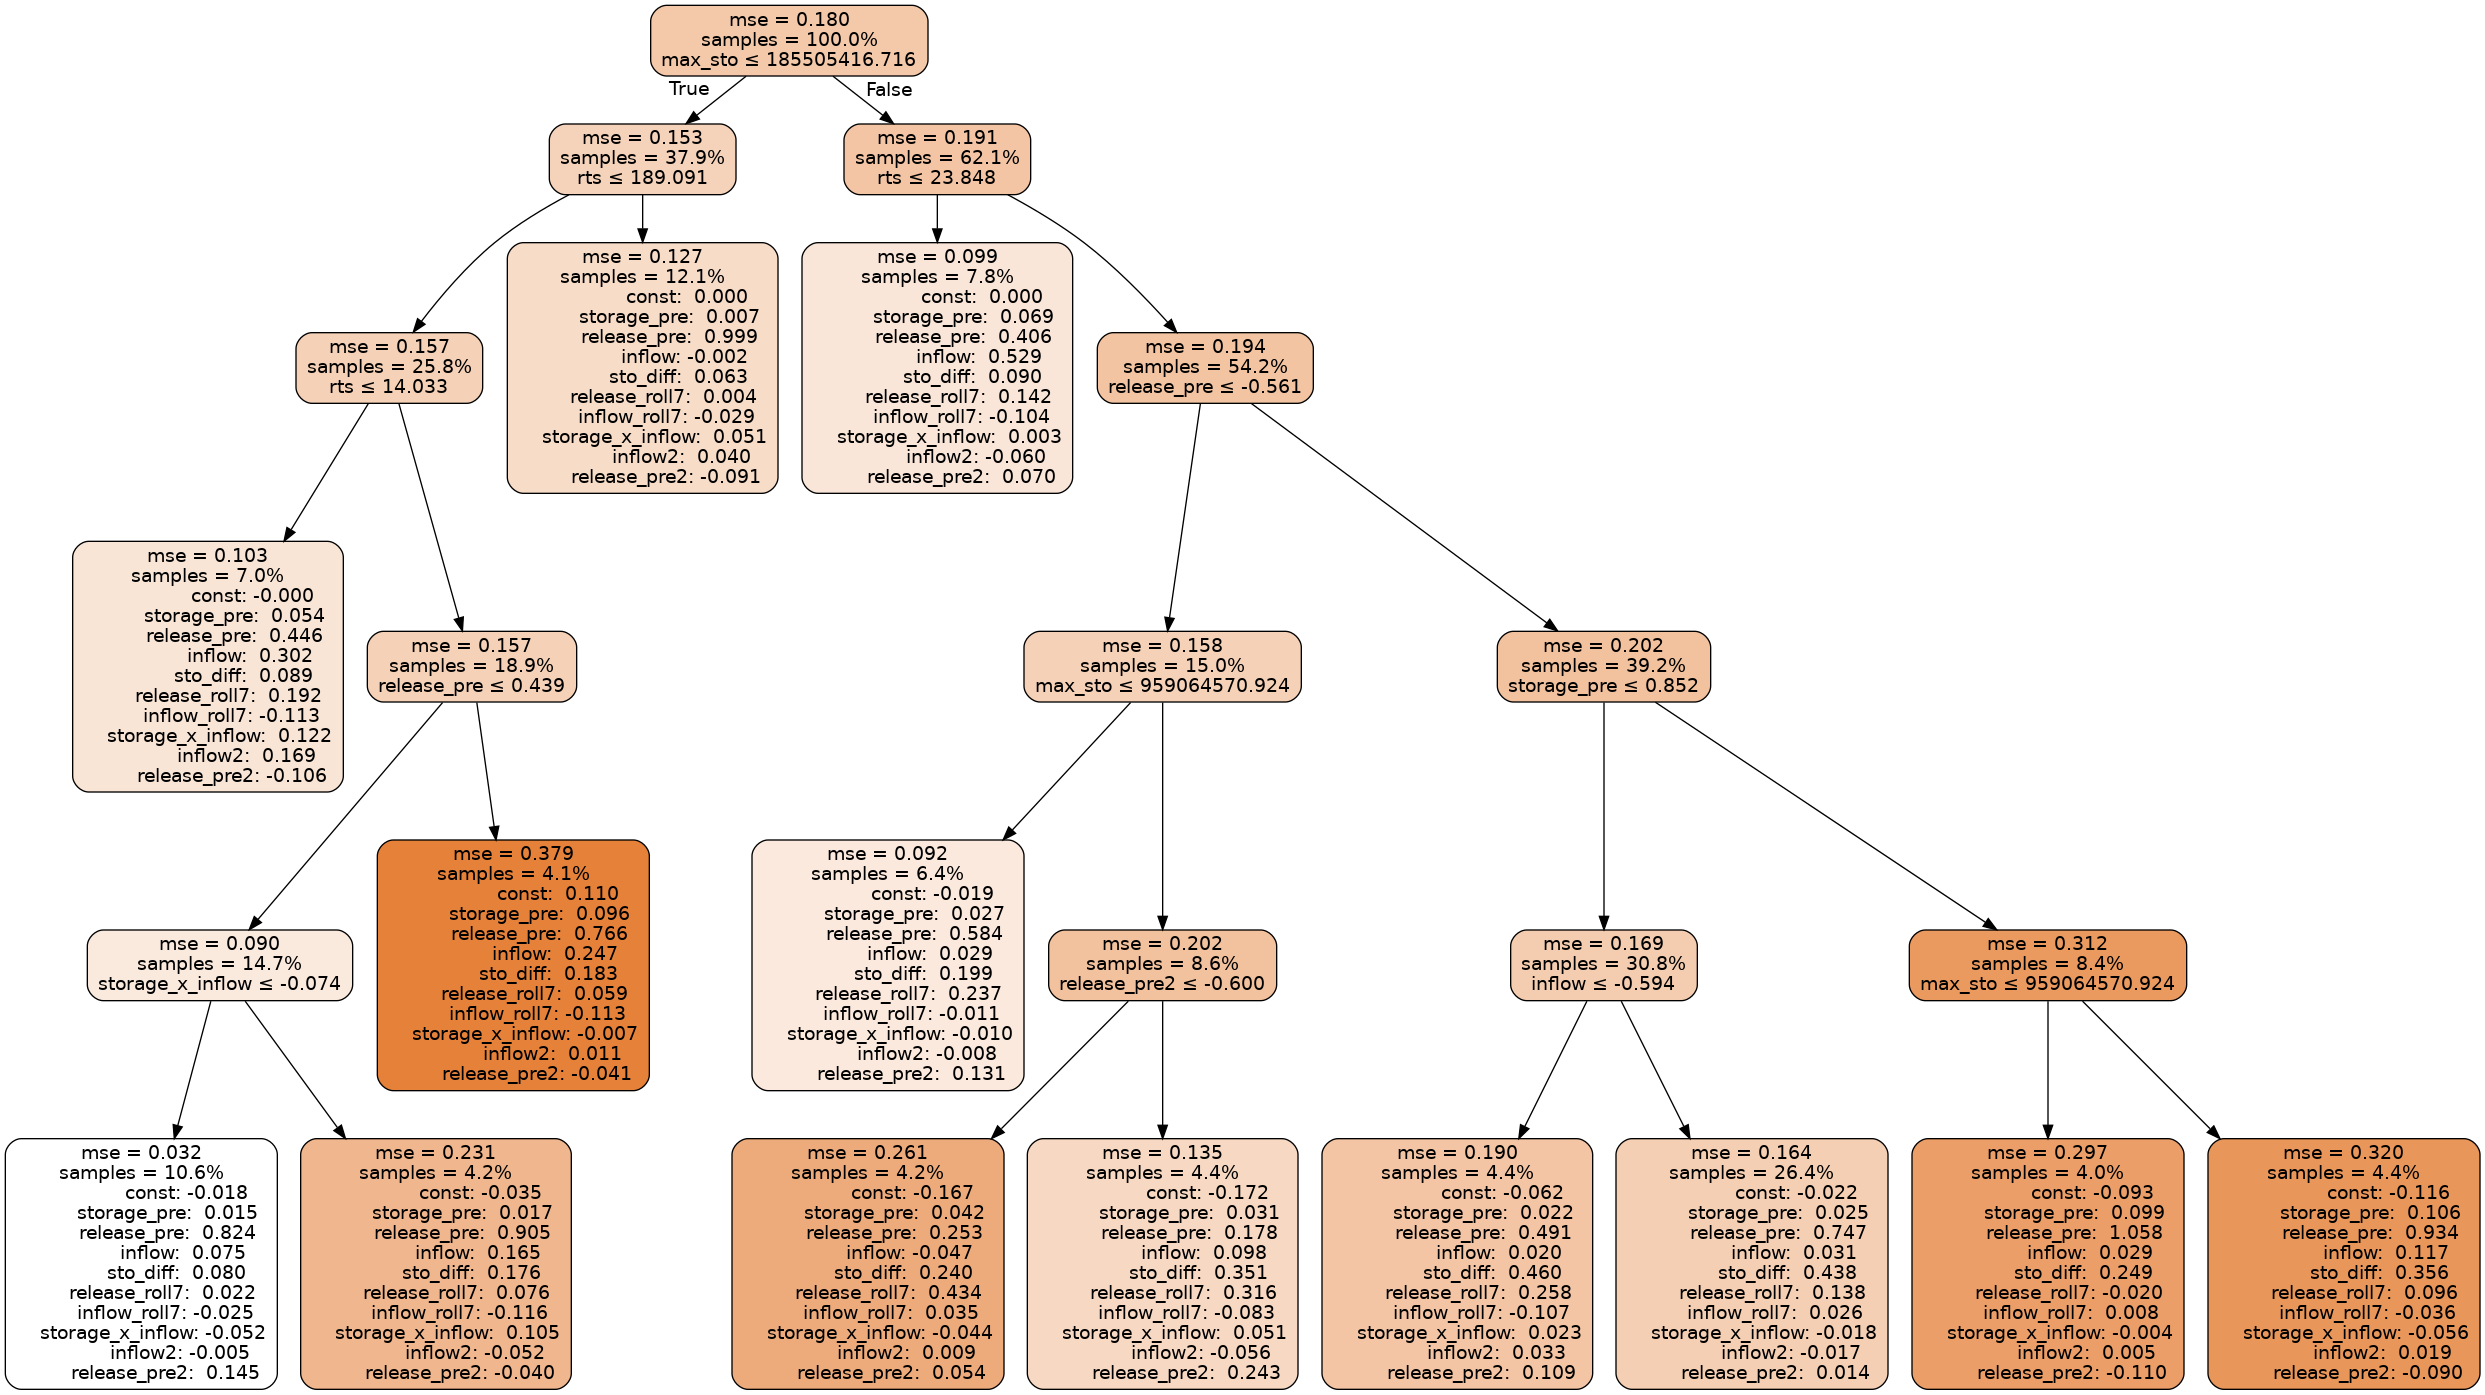 mse = 0.180
samples = 100.0%
max_sto ≤ 185505416.716
True
False
mse = 0.153
samples = 37.9%
rts ≤ 189.091
mse = 0.191
samples = 62.1%
rts ≤ 23.848
mse = 0.157
samples = 25.8%
rts ≤ 14.033
mse = 0.127
samples = 12.1%
const: 0.000
storage_pre: 0.007
release_pre: 0.999
inflow: -0.002
sto_diff: 0.063
release_roll7: 0.004
inflow_roll7: -0.029
storage_x_inflow: 0.051
inflow2: 0.040
release_pre2: -0.091
mse = 0.099
samples = 7.8%
const: 0.000
storage_pre: 0.069
release_pre: 0.406
inflow: 0.529
sto_diff: 0.090
release_roll7: 0.142
inflow_roll7: -0.104
storage_x_inflow: 0.003
inflow2: -0.060
release_pre2: 0.070
mse = 0.194
samples = 54.2%
release_pre ≤ -0.561
mse = 0.103
samples = 7.0%
const: -0.000
storage_pre: 0.054
release_pre: 0.446
inflow: 0.302
sto_diff: 0.089
release_roll7: 0.192
inflow_roll7: -0.113
storage_x_inflow: 0.122
inflow2: 0.169
release_pre2: -0.106
mse = 0.157
samples = 18.9%
release_pre ≤ 0.439
mse = 0.158
samples = 15.0%
max_sto ≤ 959064570.924
mse = 0.202
samples = 39.2%
storage_pre ≤ 0.852
mse = 0.090
samples = 14.7%
storage_x_inflow ≤ -0.074
mse = 0.379
samples = 4.1%
const: 0.110
storage_pre: 0.096
release_pre: 0.766
inflow: 0.247
sto_diff: 0.183
release_roll7: 0.059
inflow_roll7: -0.113
storage_x_inflow: -0.007
inflow2: 0.011
release_pre2: -0.041
mse = 0.092
samples = 6.4%
const: -0.019
storage_pre: 0.027
release_pre: 0.584
inflow: 0.029
sto_diff: 0.199
release_roll7: 0.237
inflow_roll7: -0.011
storage_x_inflow: -0.010
inflow2: -0.008
release_pre2: 0.131
mse = 0.202
samples = 8.6%
release_pre2 ≤ -0.600
mse = 0.169
samples = 30.8%
inflow ≤ -0.594
mse = 0.312
samples = 8.4%
max_sto ≤ 959064570.924
mse = 0.032
samples = 10.6%
const: -0.018
storage_pre: 0.015
release_pre: 0.824
inflow: 0.075
sto_diff: 0.080
release_roll7: 0.022
inflow_roll7: -0.025
storage_x_inflow: -0.052
inflow2: -0.005
release_pre2: 0.145
mse = 0.231
samples = 4.2%
const: -0.035
storage_pre: 0.017
release_pre: 0.905
inflow: 0.165
sto_diff: 0.176
release_roll7: 0.076
inflow_roll7: -0.116
storage_x_inflow: 0.105
inflow2: -0.052
release_pre2: -0.040
mse = 0.261
samples = 4.2%
const: -0.167
storage_pre: 0.042
release_pre: 0.253
inflow: -0.047
sto_diff: 0.240
release_roll7: 0.434
inflow_roll7: 0.035
storage_x_inflow: -0.044
inflow2: 0.009
release_pre2: 0.054
mse = 0.135
samples = 4.4%
const: -0.172
storage_pre: 0.031
release_pre: 0.178
inflow: 0.098
sto_diff: 0.351
release_roll7: 0.316
inflow_roll7: -0.083
storage_x_inflow: 0.051
inflow2: -0.056
release_pre2: 0.243
mse = 0.190
samples = 4.4%
const: -0.062
storage_pre: 0.022
release_pre: 0.491
inflow: 0.020
sto_diff: 0.460
release_roll7: 0.258
inflow_roll7: -0.107
storage_x_inflow: 0.023
inflow2: 0.033
release_pre2: 0.109
mse = 0.164
samples = 26.4%
const: -0.022
storage_pre: 0.025
release_pre: 0.747
inflow: 0.031
sto_diff: 0.438
release_roll7: 0.138
inflow_roll7: 0.026
storage_x_inflow: -0.018
inflow2: -0.017
release_pre2: 0.014
mse = 0.297
samples = 4.0%
const: -0.093
storage_pre: 0.099
release_pre: 1.058
inflow: 0.029
sto_diff: 0.249
release_roll7: -0.020
inflow_roll7: 0.008
storage_x_inflow: -0.004
inflow2: 0.005
release_pre2: -0.110
mse = 0.320
samples = 4.4%
const: -0.116
storage_pre: 0.106
release_pre: 0.934
inflow: 0.117
sto_diff: 0.356
release_roll7: 0.096
inflow_roll7: -0.036
storage_x_inflow: -0.056
inflow2: 0.019
release_pre2: -0.090